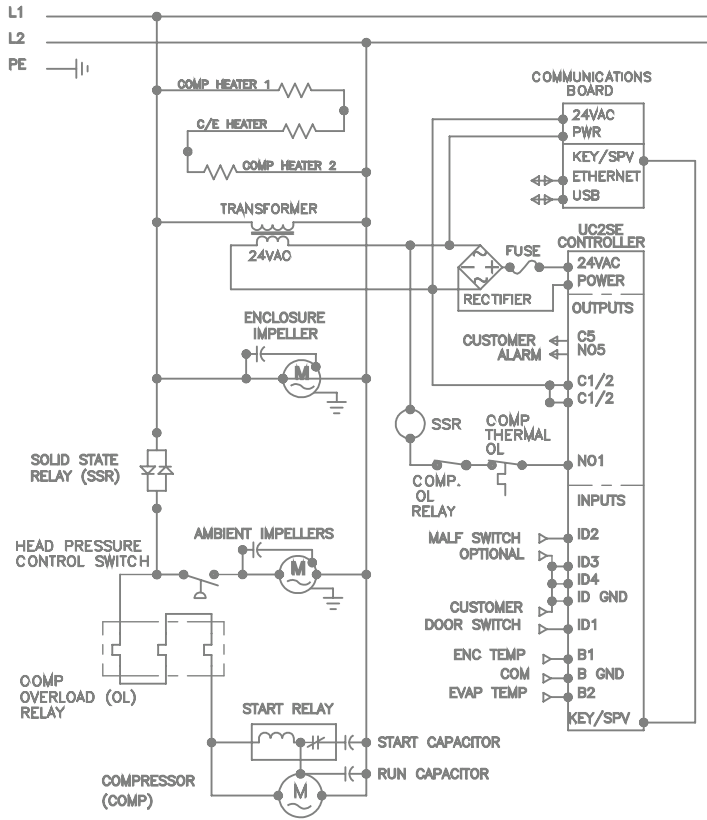 L1
L2
PE
COMP HEATER 1
C/E HEATER
COMP HEATER 2
TRANSFORMER
24VAC
COMMUNICATIONS
BOARD
24VAC
PWR
KEY/SPV
ETHERNET
USB
UC2SE
CONTROLLER
FUSE
24VAC
POWER
RECTIFIER
OUTPUTS
ENCLOSURE
IMPELLER
M
CUSTOMER
ALARM
C5
NO5
C1/2
C1/2
SSR
COMP
THERMAL
OL
NO1
COMP.
OL
RELAY
SOLID STATE
RELAY (SSR)
INPUTS
HEAD PRESSURE
CONTROL SWITCH
AMBIENT IMPELLERS
M
MALF SWITCH
OPTIONAL
ID2
ID3
ID4
ID GND
CUSTOMER
DOOR SWITCH
ID1
ENC TEMP
B1
COM
B GND
EVAP TEMP
B2
KEY/SPV
OOMP
OVERLOAD (OL)
RELAY
START RELAY
START CAPACITOR
RUN CAPACITOR
COMPRESSOR
(COMP)
M